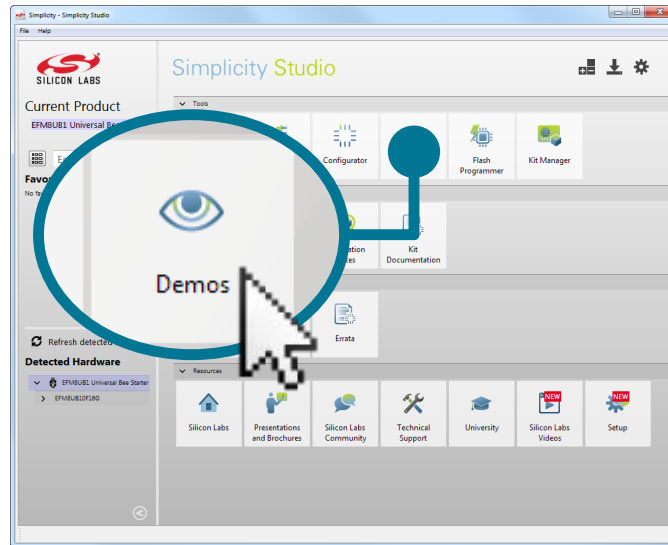 Simplicity - Simplicity Studio
File Help
SILICON LABS
Simplicity Studio
Current Product
Tools
EFM8UB1 Universal Bee
Configurator
Flash
Programmer
Kit Manager
No fa
Demos
Kit
Documentation
Errata
Refresh detected
Detected Hardware
EFM8UB1 Universal Bee Starter
EFM8UB10F16G
Resources
Silicon Labs
Presentations
and Brochures
Silicon Labs
Community
Technical
Support
University
NEW
Silicon Labs
Videos
NEW
Setup